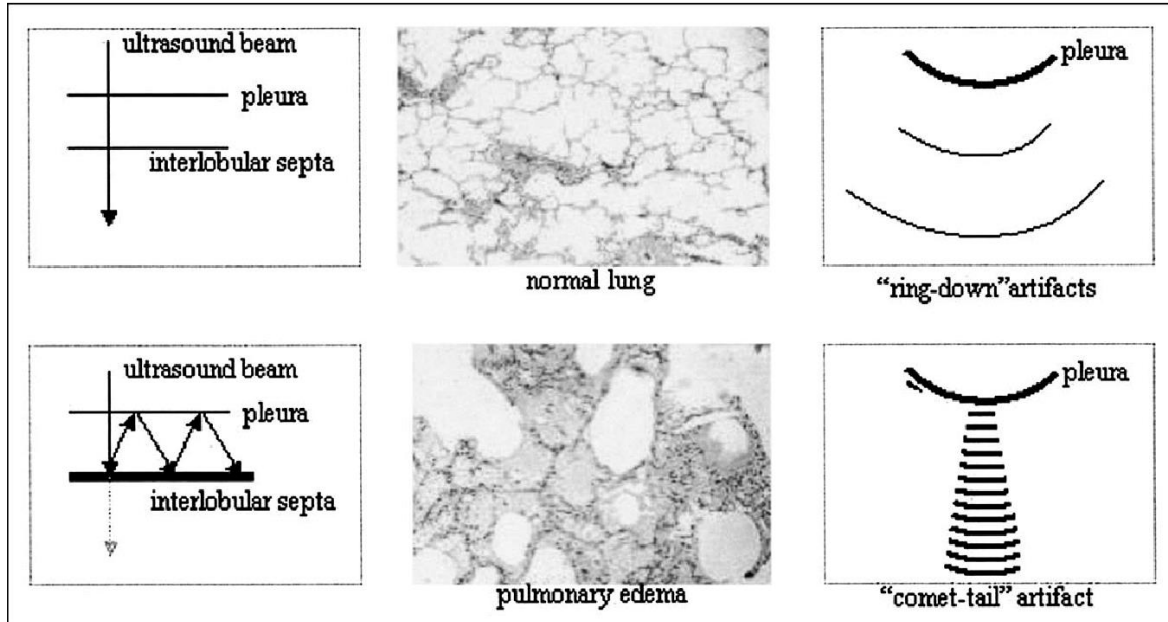 ultrasound beam
pleura
interlobular septa
normal lung
pleura
“ring-down”artifacts
ultrasound beam
pleura
interlobular septa
pulmonary edema
pleura
“comet-tail” artifact